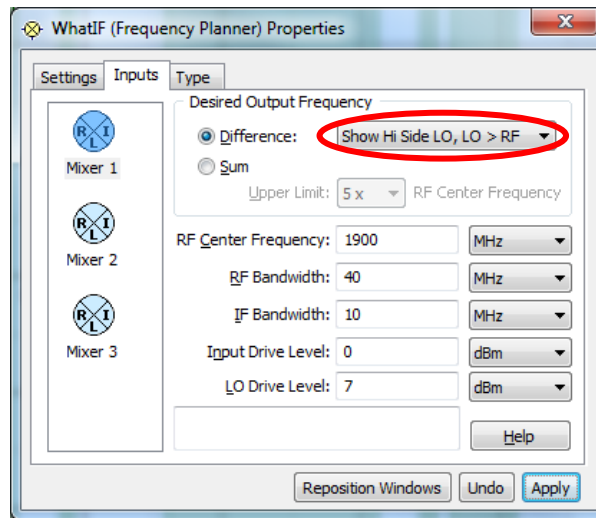 WhatIF (Frequency Planner) Properties
Settings Inputs Type
R I L
Mixer 1
R I L
Mixer 2
R I L
Mixer 3
Desired Output Frequency
Difference: Show Hi Side LO, LO > RF
Sum
Upper Limit: 5 x RF Center Frequency
RF Center Frequency: 1900 MHz
RF Bandwidth: 40 MHz
IF Bandwidth: 10 MHz
Input Drive Level: 0 dBm
LO Drive Level: 7 dBm
Help
Reposition Windows Undo Apply